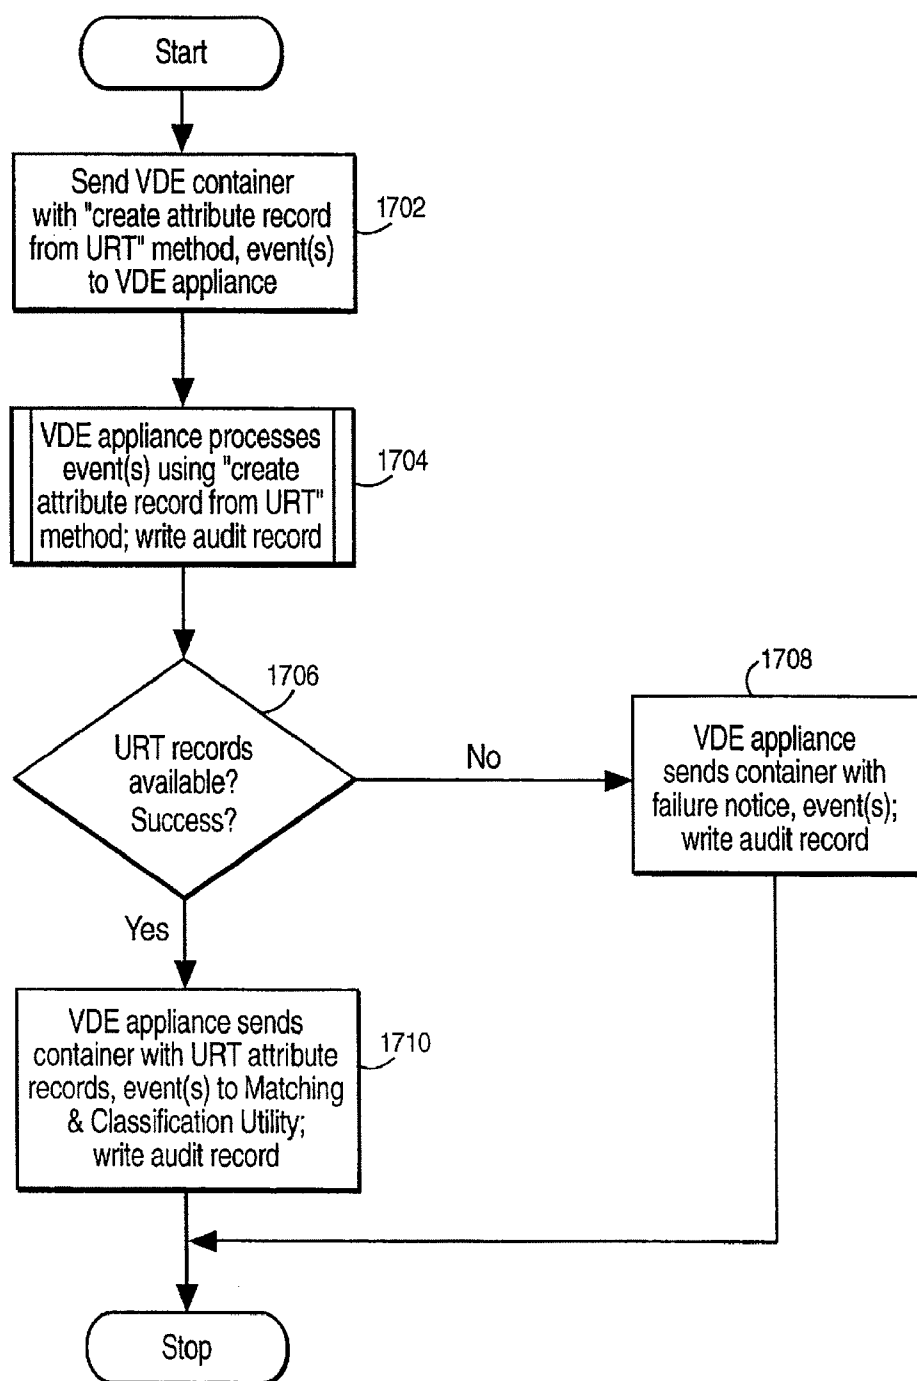 Start
Send VDE container
with "create attribute record
from URT" method, event(s)
to VDE appliance
1702
VDE appliance processes
event(s) using "create
attribute record from URT"
method; write audit record
1704
1706
URT records
available?
Success?
No
1708
VDE appliance
sends container with
failure notice, event(s);
write audit record
Yes
VDE appliance sends
container with URT attribute
records, event(s) to Matching
& Classification Utility;
write audit record
1710
Stop